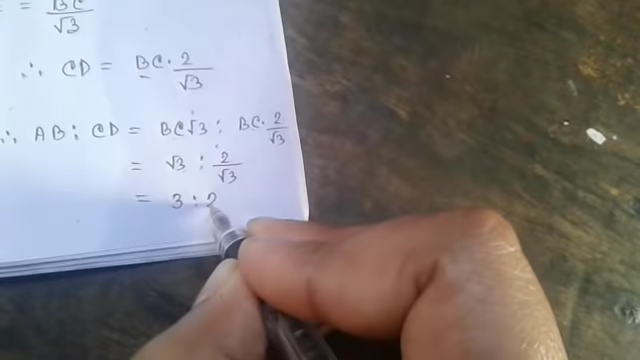 = BC/√3
∴ CD = BC · 2/√3
∴ AB : CD = BC√3 : BC · 2/√3
= √3 : 2/√3
= 3 : 2